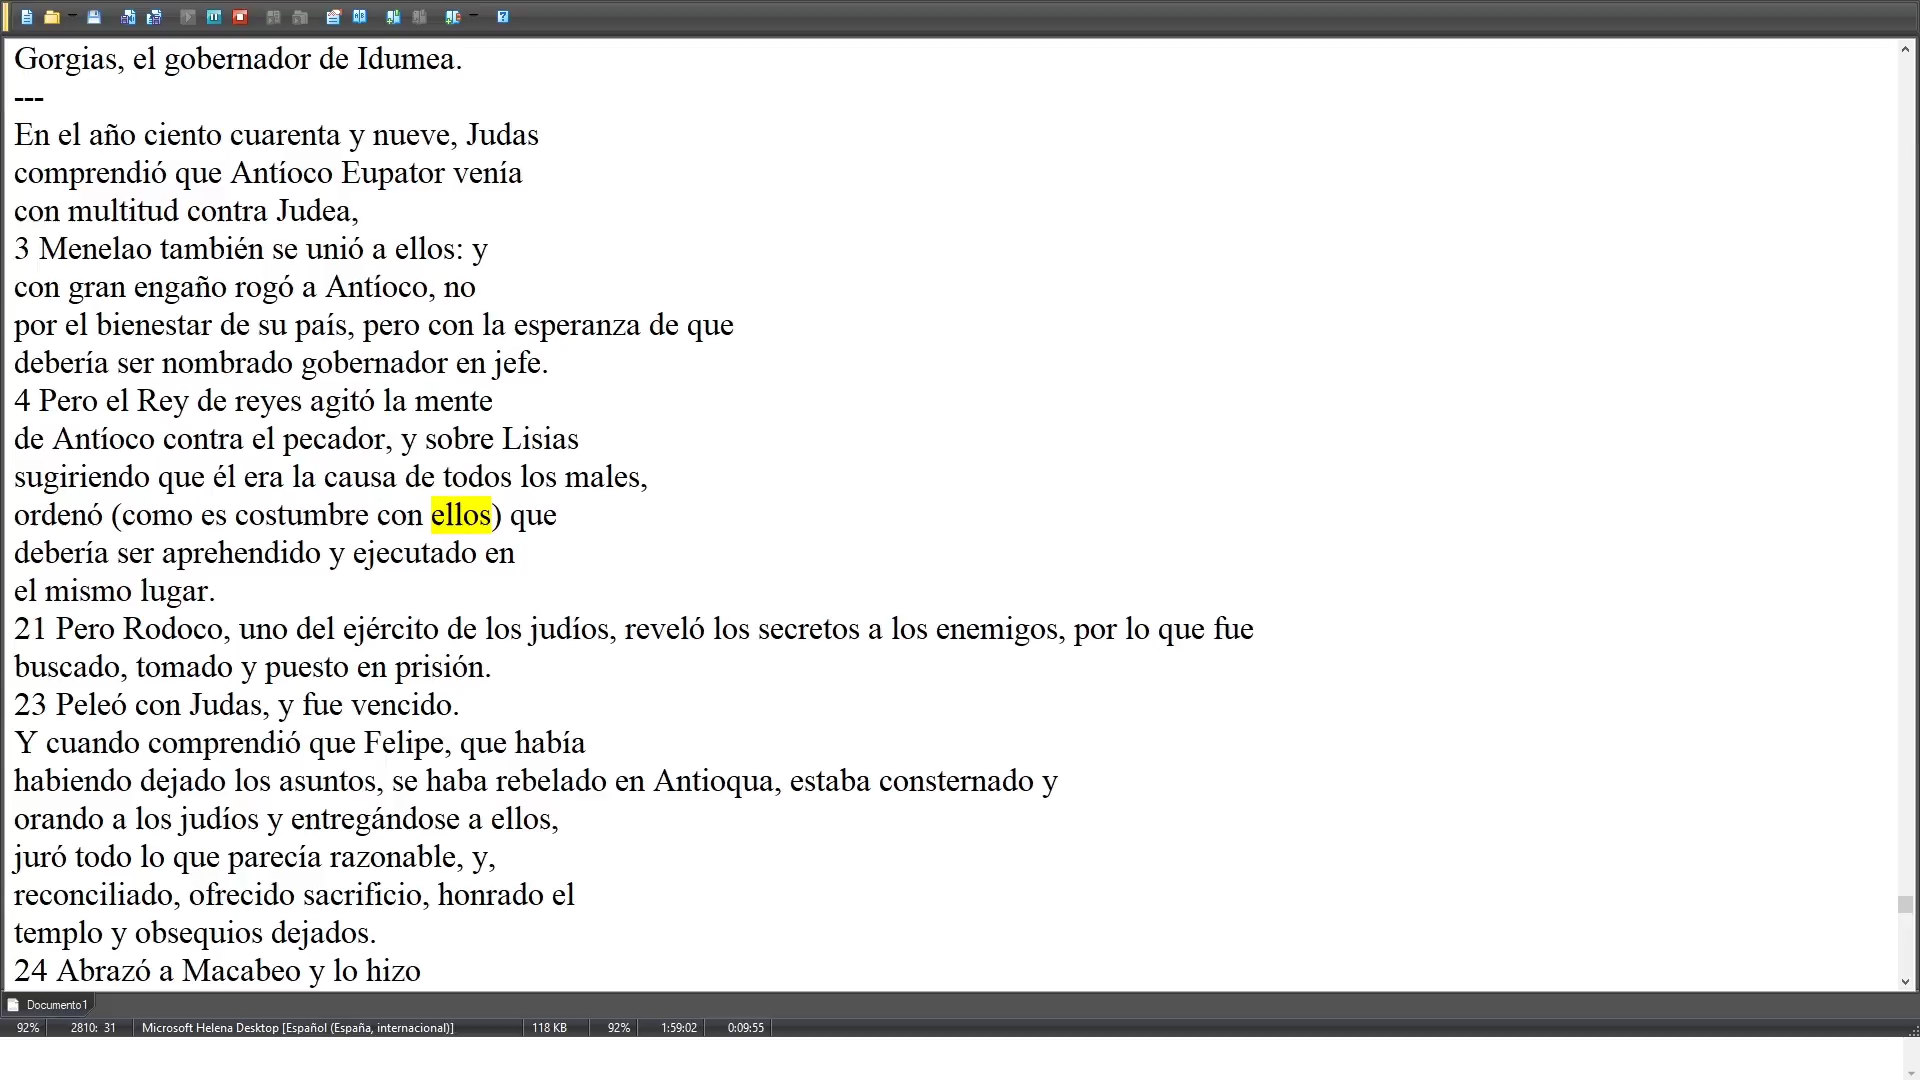 Gorgias, el gobernador de Idumea.
---
En el año ciento cuarenta y nueve, Judas
comprendió que Antíoco Eupator venía
con multitud contra Judea,
3 Menelao también se unió a ellos: y
con gran engaño rogó a Antíoco, no
por el bienestar de su país, pero con la esperanza de que
debería ser nombrado gobernador en jefe.
4 Pero el Rey de reyes agitó la mente
de Antíoco contra el pecador, y sobre Lisias
sugiriendo que él era la causa de todos los males,
ordenó (como es costumbre con ellos) que
debería ser aprehendido y ejecutado en
el mismo lugar.
21 Pero Rodoco, uno del ejército de los judíos, reveló los secretos a los enemigos, por lo que fue
buscado, tomado y puesto en prisión.
23 Peleó con Judas, y fue vencido.
Y cuando comprendió que Felipe, que había
habiendo dejado los asuntos, se haba rebelado en Antioqua, estaba consternado y
orando a los judíos y entregándose a ellos,
juró todo lo que parecía razonable, y,
reconciliado, ofrecido sacrificio, honrado el
templo y obsequios dejados.
24 Abrazó a Macabeo y lo hizo
Documento1
92% 2810: 31 Microsoft Helena Desktop [Español (España, internacional)] 118 KB 92% 1:59:02 0:09:55